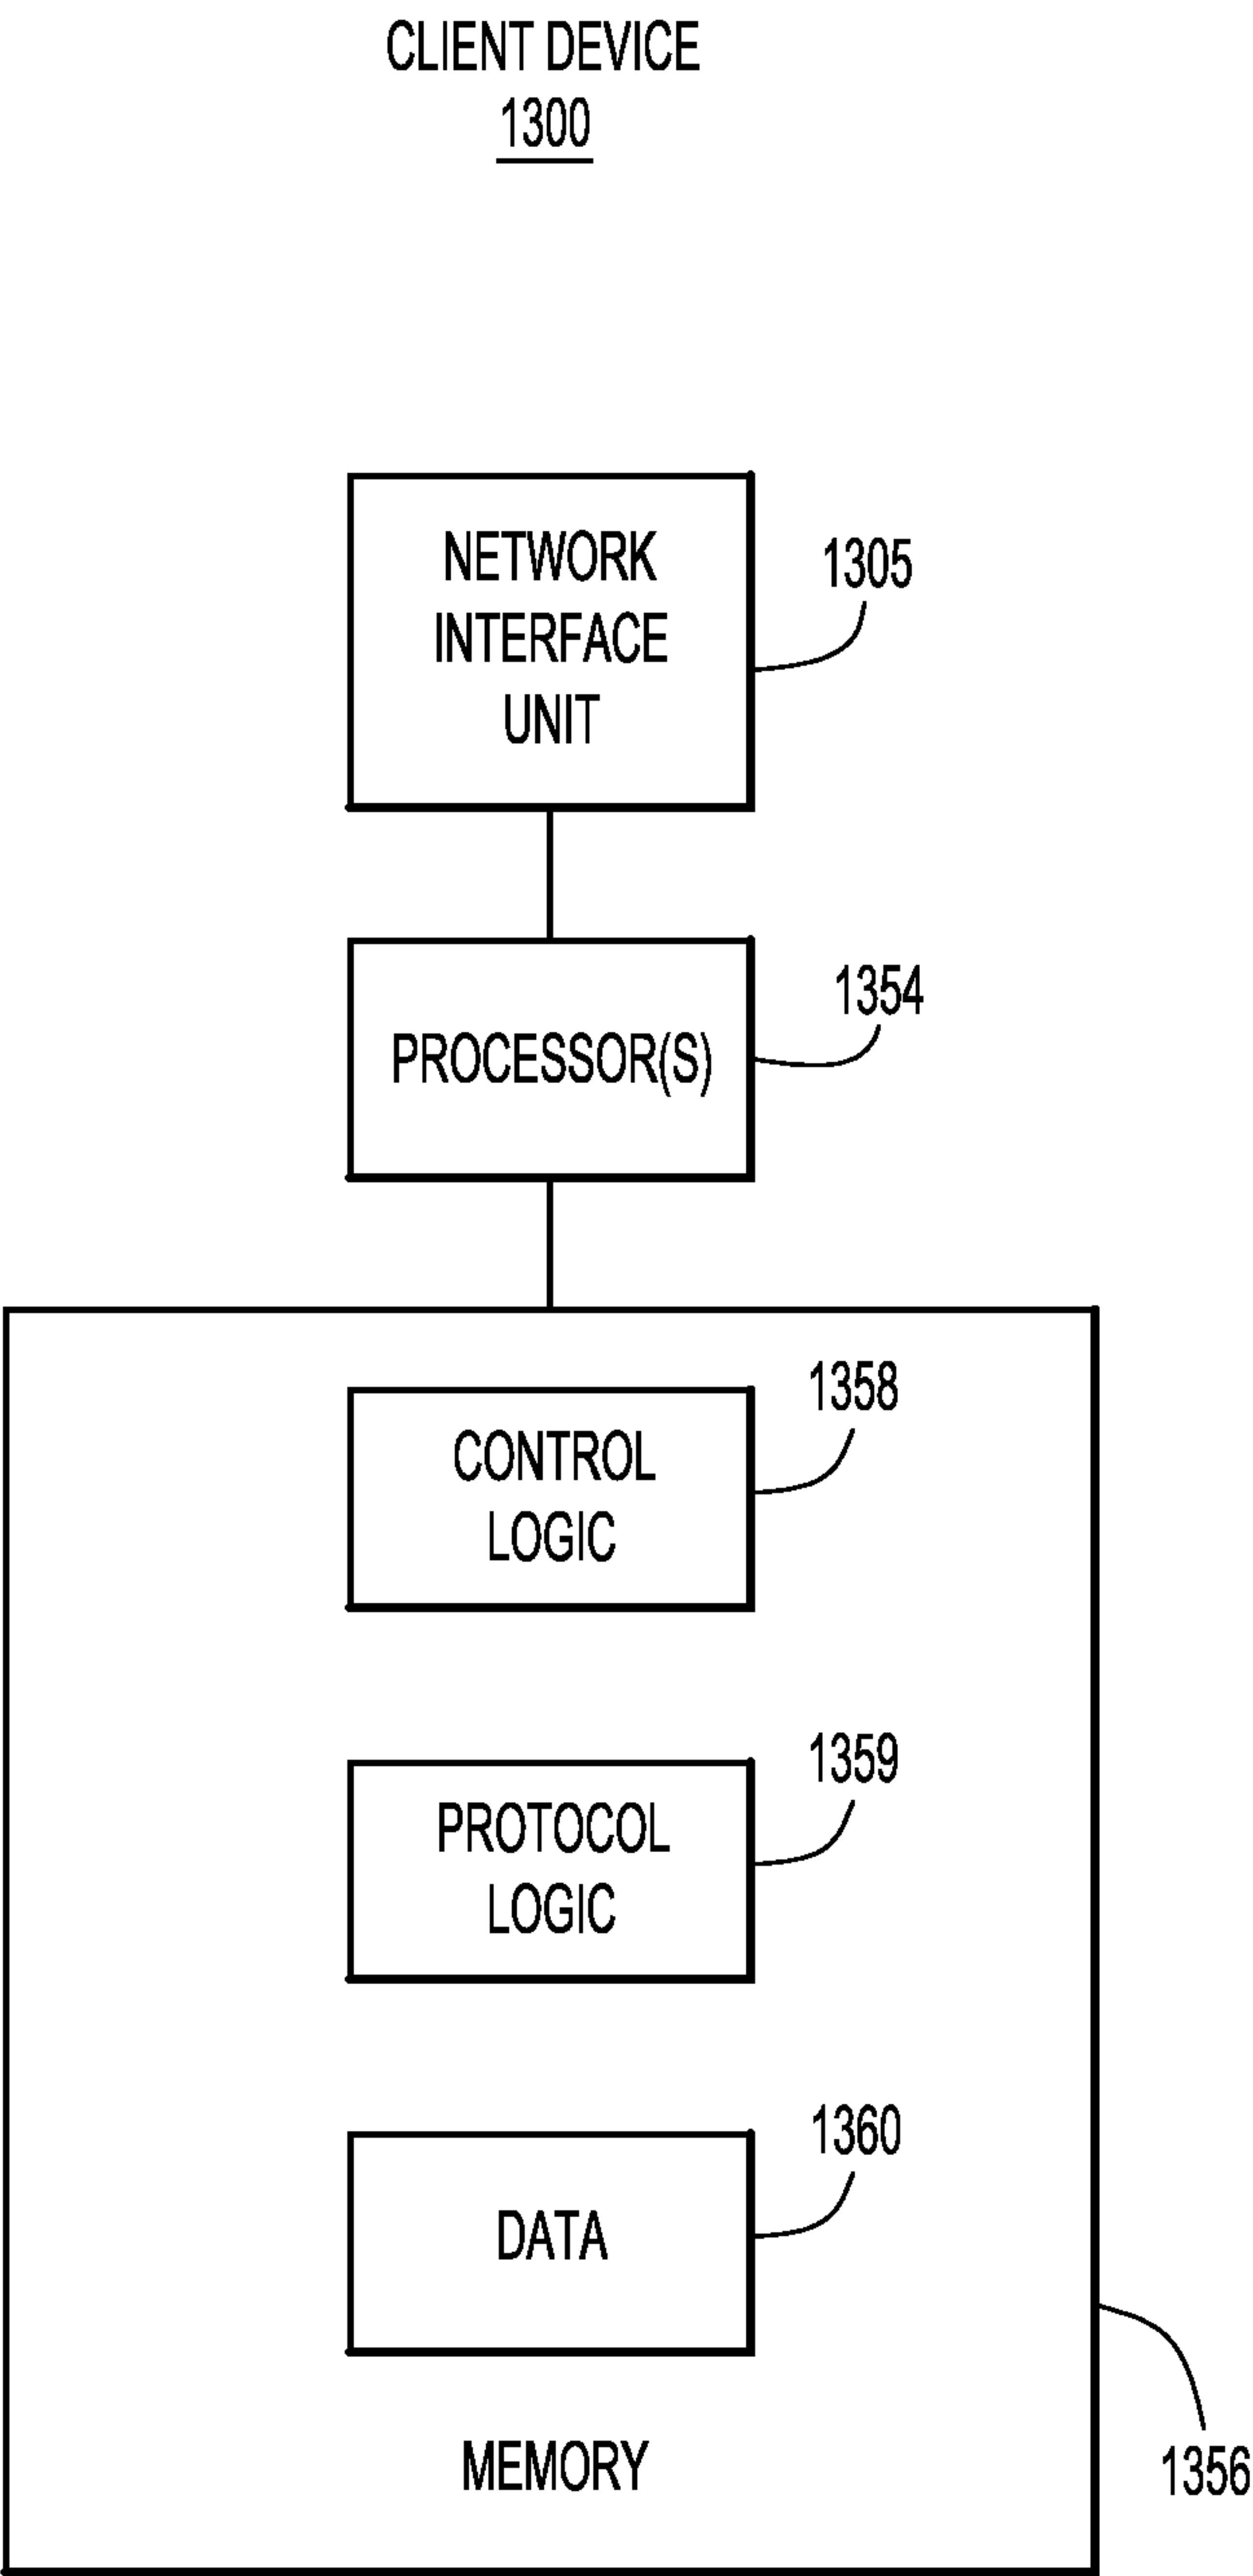 CLIENT DEVICE
1300
NETWORK
INTERFACE
UNIT
1305
PROCESSOR(S)
1354
CONTROL
LOGIC
1358
PROTOCOL
LOGIC
1359
DATA
1360
MEMORY
1356